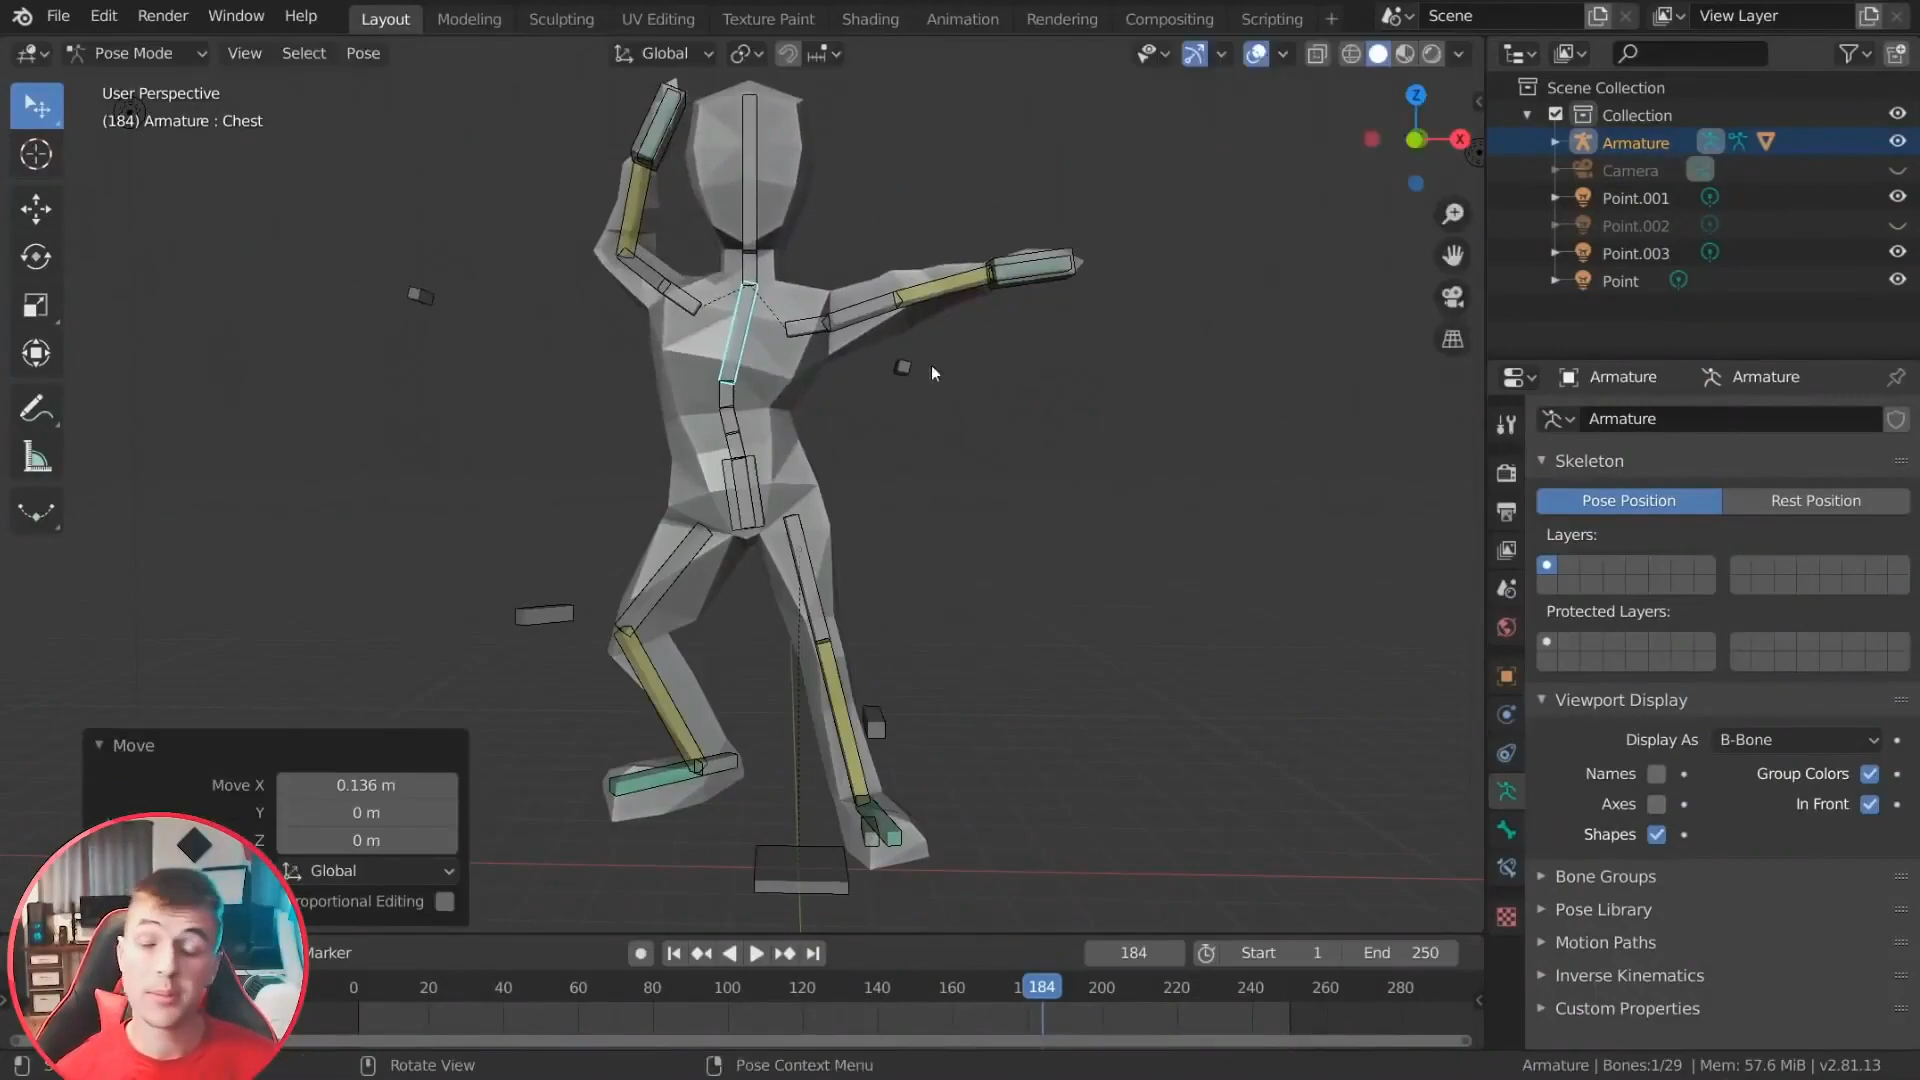 File Edit Render Window Help Layout Modeling Sculpting UV Editing Texture Paint Shading Animation Rendering Compositing Scripting + Scene View Layer
Pose Mode View Select Pose Global
User Perspective
(184) Armature : Chest
Z
X
Scene Collection
Collection
Armature
Camera
Point.001
Point.002
Point.003
Point
Armature Armature
Armature
Skeleton
Pose Position Rest Position
Layers:
Protected Layers:
Viewport Display
Display As B-Bone
Names Group Colors
Axes In Front
Shapes
Bone Groups
Pose Library
Motion Paths
Inverse Kinematics
Custom Properties
Move
Move X 0.136 m
Y 0 m
Z 0 m
Global
roportional Editing
Marker 184 Start 1 End 250
0 20 40 60 80 100 120 140 160 1 184 200 220 240 260 280
S Rotate View Pose Context Menu Armature | Bones:1/29 | Mem: 57.6 MiB | v2.81.13